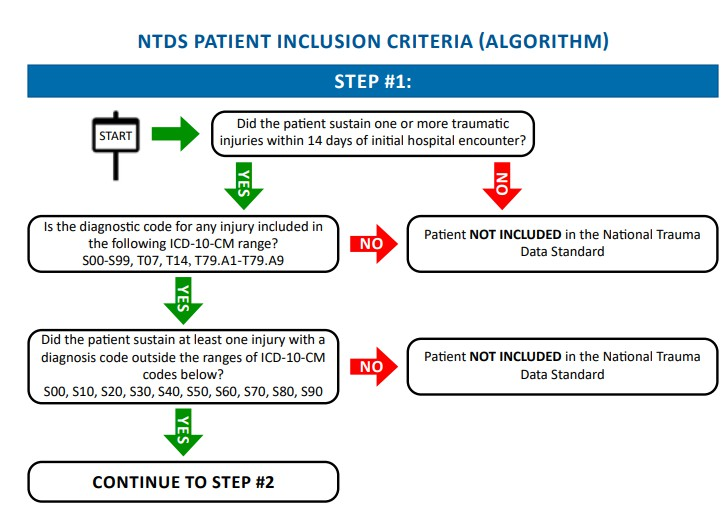 NTDS PATIENT INCLUSION CRITERIA (ALGORITHM)
STEP #1:
START
Did the patient sustain one or more traumatic
injuries within 14 days of initial hospital encounter?
YES
NO
Is the diagnostic code for any injury included in
the following ICD-10-CM range?
S00-S99, T07, T14, T79.A1-T79.A9
NO
Patient NOT INCLUDED in the National Trauma
Data Standard
YES
Did the patient sustain at least one injury with a
diagnosis code outside the ranges of ICD-10-CM
codes below?
S00, S10, S20, S30, S40, S50, S60, S70, S80, S90
NO
Patient NOT INCLUDED in the National Trauma
Data Standard
YES
CONTINUE TO STEP #2